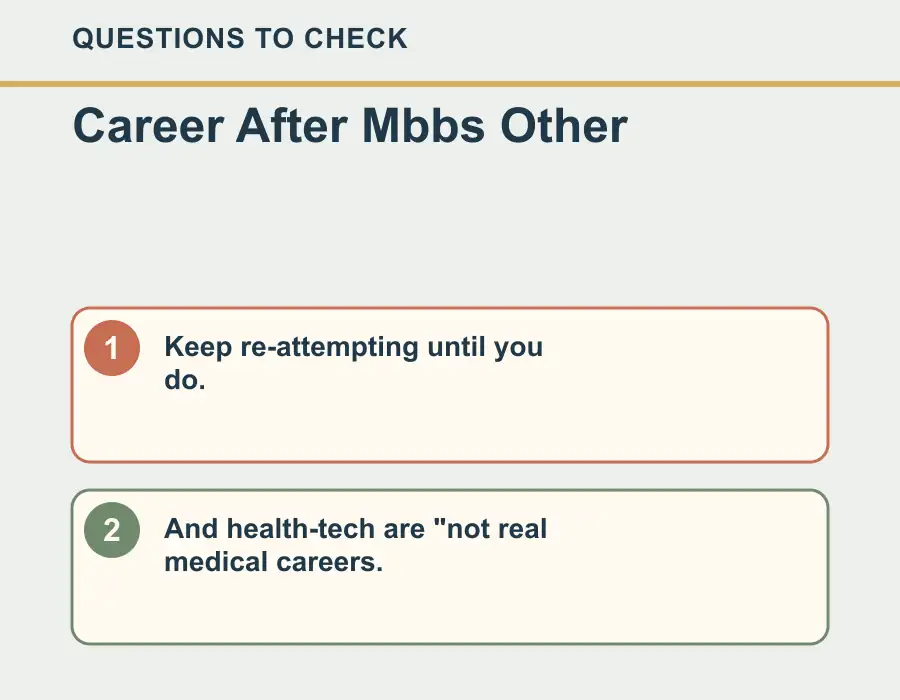 QUESTIONS TO CHECK
Career After Mbbs Other
1
Keep re-attempting until you
do.
2
And health-tech are "not real
medical careers.